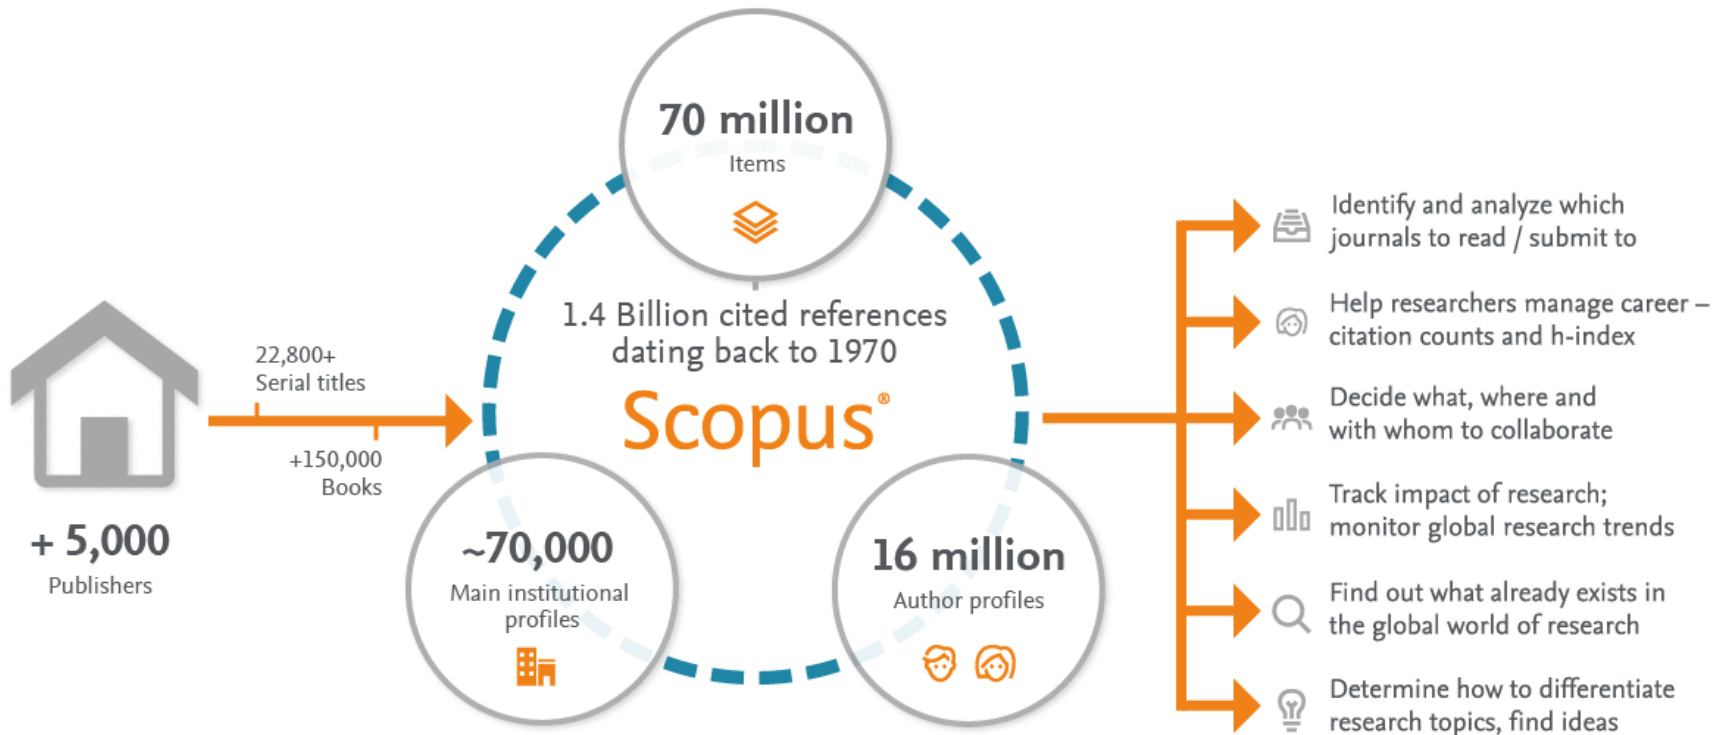 70 million
Items
1.4 Billion cited references
dating back to 1970
Scopus®
22,800+
Serial titles
+150,000
Books
+ 5,000
Publishers
~70,000
Main institutional
profiles
16 million
Author profiles
Identify and analyze which
journals to read / submit to
Help researchers manage career –
citation counts and h-index
Decide what, where and
with whom to collaborate
Track impact of research;
monitor global research trends
Find out what already exists in
the global world of research
Determine how to differentiate
research topics, find ideas